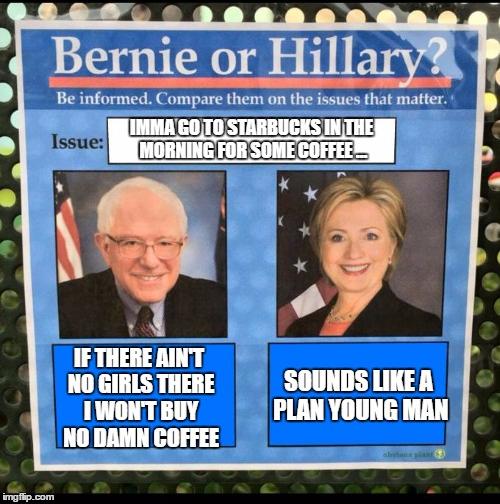 Bernie or Hillary?
Be informed. Compare them on the issues that matter.
Issue:
IMMA GO TO STARBUCKS IN THE
MORNING FOR SOME COFFEE ...
IF THERE AIN'T
NO GIRLS THERE
I WON'T BUY
NO DAMN COFFEE
SOUNDS LIKE A
PLAN YOUNG MAN
obvious plant
imgflip.com